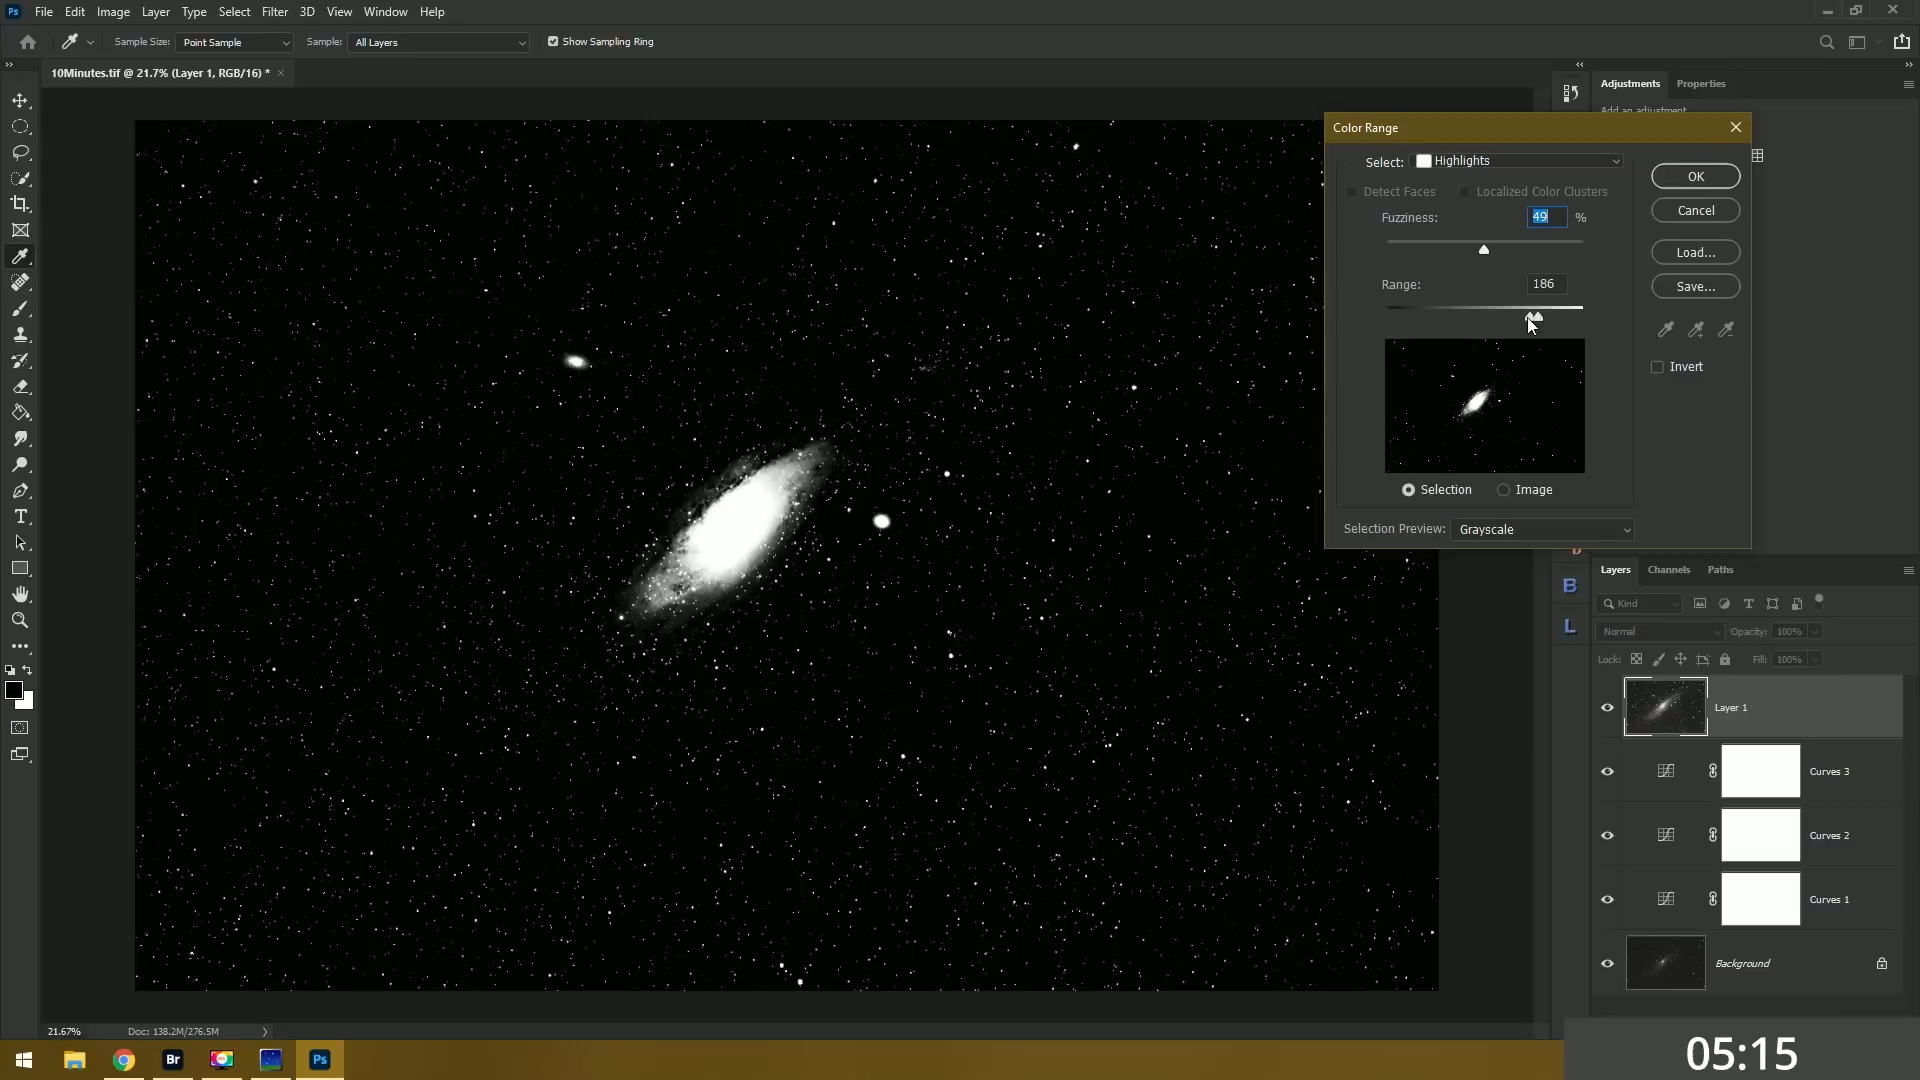 Ps File Edit Image Layer Type Select Filter 3D View Window Help
Sample Size: Point Sample Sample: All Layers Show Sampling Ring
10Minutes.tif @ 21.7% (Layer 1, RGB/16) *
Adjustments Properties
Add an adjustment
Color Range
Select: Highlights
OK
Detect Faces Localized Color Clusters
Cancel
Fuzziness: 49 %
Load...
Range: 186
Save...
Invert
Selection Image
Selection Preview: Grayscale
Layers Channels Paths
B
Kind
L
Normal Opacity: 100%
Lock: Fill: 100%
Layer 1
Curves 3
Curves 2
Curves 1
Background
21.67% Doc: 138.2M/276.5M
Br Ps
05:15